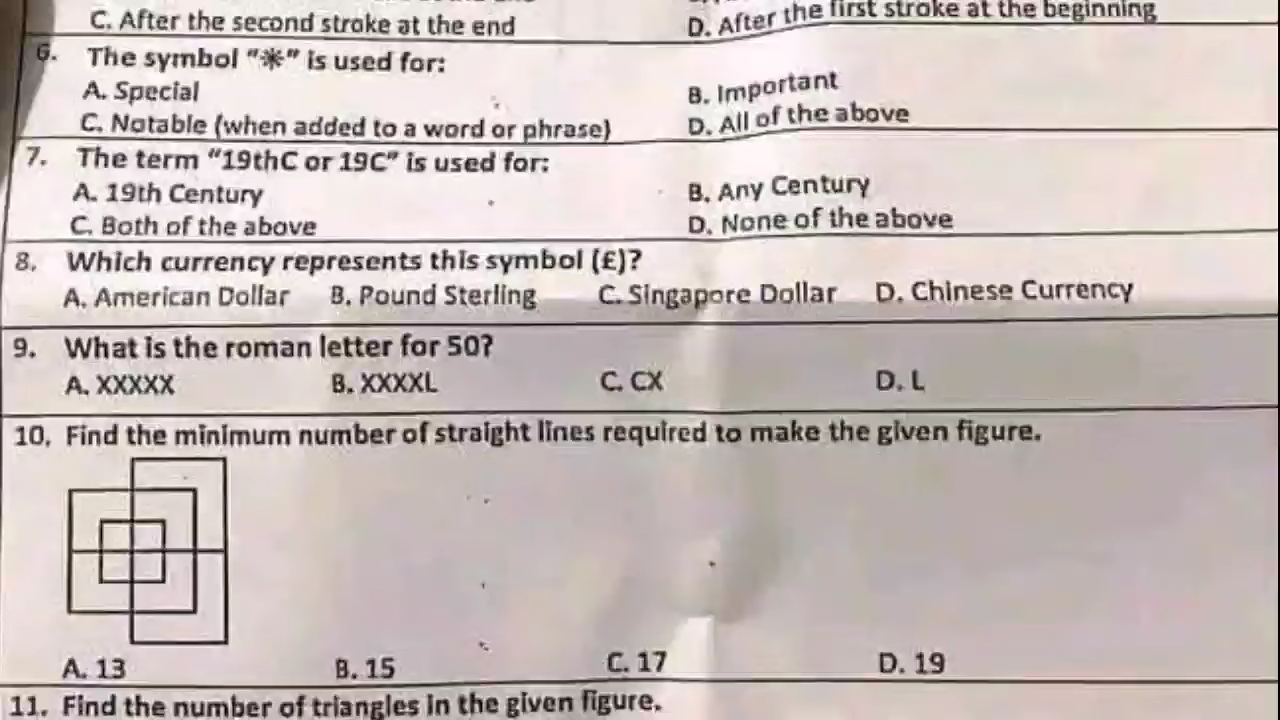 C. After the second stroke at the end D. After the first stroke at the beginning
6. The symbol "✳" is used for:
A. Special B. Important
C. Notable (when added to a word or phrase) D. All of the above
7. The term "19thC or 19C" is used for:
A. 19th Century B. Any Century
C. Both of the above D. None of the above
8. Which currency represents this symbol (£)?
A. American Dollar B. Pound Sterling C. Singapore Dollar D. Chinese Currency
9. What is the roman letter for 50?
A. XXXXX B. XXXXL C. CX D. L
10. Find the minimum number of straight lines required to make the given figure.
A. 13 B. 15 C. 17 D. 19
11. Find the number of triangles in the given figure.